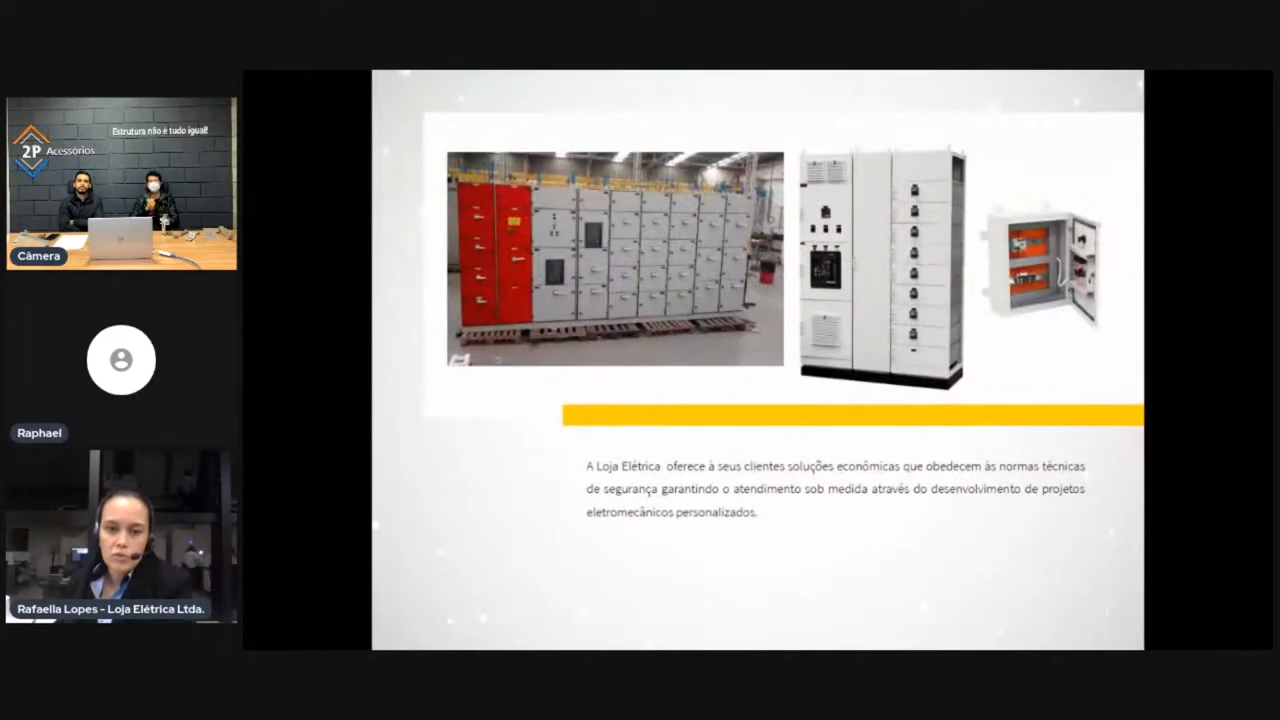 Estrutura não é tudo igual!
2P Acessórios
Câmera
Raphael
Rafaella Lopes - Loja Elétrica Ltda.
A Loja Elétrica oferece à seus clientes soluções econômicas que obedecem às normas técnicas
de segurança garantindo o atendimento sob medida através do desenvolvimento de projetos
eletromecânicos personalizados.